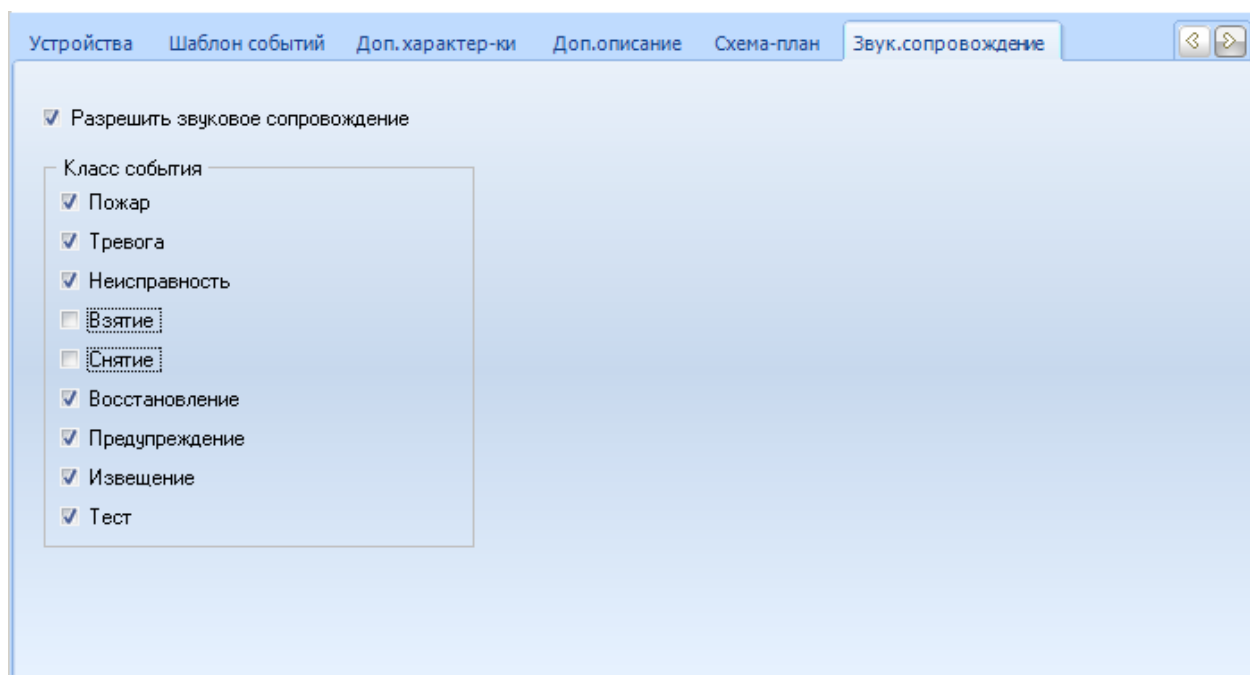 Устройства Шаблон событий Доп. характер-ки Доп.описание Схема-план Звук.сопровождение
Разрешить звуковое сопровождение
Класс события
Пожар
Тревога
Неисправность
Взятие
Снятие
Восстановление
Предупреждение
Извещение
Тест